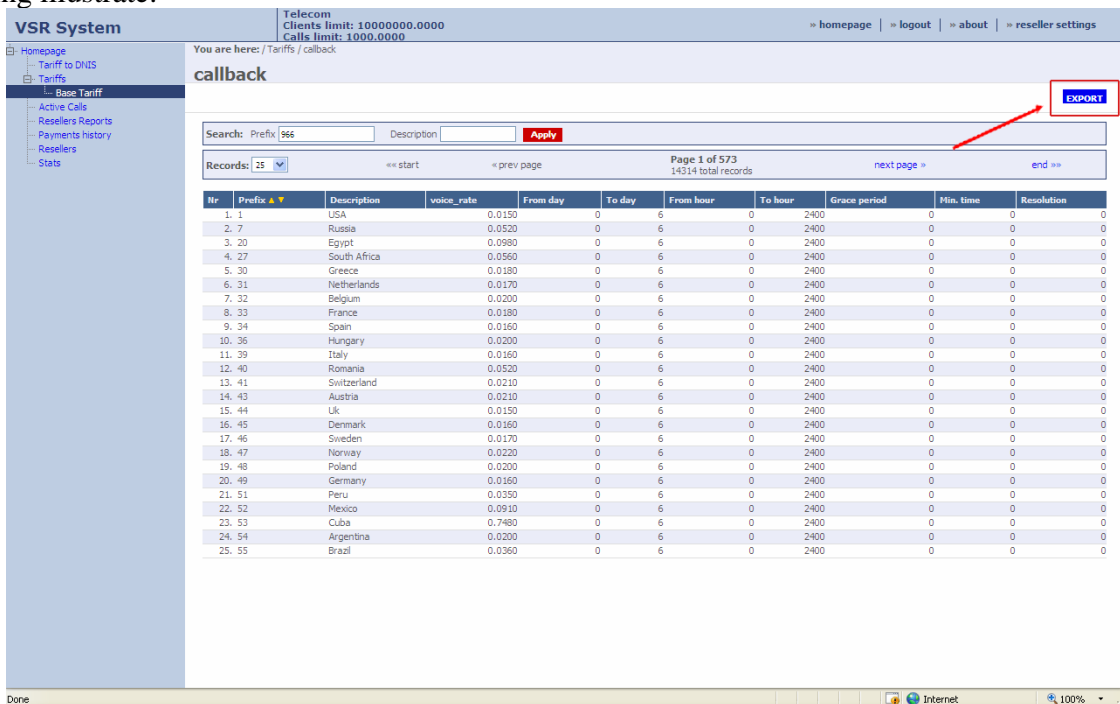 ng illustrate:
VSR System
Telecom
Clients limit: 10000000.0000
Calls limit: 1000.0000
» homepage | » logout | » about | » reseller settings
Homepage
Tariff to DNIS
Tariffs
Base Tariff
Active Calls
Resellers Reports
Payments history
Resellers
Stats
You are here: / Tariffs / callback
callback
EXPORT
Search: Prefix 966 Description Apply
Records: 25 «« start « prev page Page 1 of 573 next page » end »»
14314 total records
Nr Prefix ▲ ▼ Description voice_rate From day To day From hour To hour Grace period Min. time Resolution
1. 1 USA 0.0150 0 6 0 2400 0 0 0
2. 7 Russia 0.0520 0 6 0 2400 0 0 0
3. 20 Egypt 0.0980 0 6 0 2400 0 0 0
4. 27 South Africa 0.0560 0 6 0 2400 0 0 0
5. 30 Greece 0.0180 0 6 0 2400 0 0 0
6. 31 Netherlands 0.0170 0 6 0 2400 0 0 0
7. 32 Belgium 0.0200 0 6 0 2400 0 0 0
8. 33 France 0.0180 0 6 0 2400 0 0 0
9. 34 Spain 0.0160 0 6 0 2400 0 0 0
10. 36 Hungary 0.0200 0 6 0 2400 0 0 0
11. 39 Italy 0.0160 0 6 0 2400 0 0 0
12. 40 Romania 0.0520 0 6 0 2400 0 0 0
13. 41 Switzerland 0.0210 0 6 0 2400 0 0 0
14. 43 Austria 0.0210 0 6 0 2400 0 0 0
15. 44 Uk 0.0150 0 6 0 2400 0 0 0
16. 45 Denmark 0.0160 0 6 0 2400 0 0 0
17. 46 Sweden 0.0170 0 6 0 2400 0 0 0
18. 47 Norway 0.0220 0 6 0 2400 0 0 0
19. 48 Poland 0.0200 0 6 0 2400 0 0 0
20. 49 Germany 0.0160 0 6 0 2400 0 0 0
21. 51 Peru 0.0350 0 6 0 2400 0 0 0
22. 52 Mexico 0.0910 0 6 0 2400 0 0 0
23. 53 Cuba 0.7480 0 6 0 2400 0 0 0
24. 54 Argentina 0.0200 0 6 0 2400 0 0 0
25. 55 Brazil 0.0360 0 6 0 2400 0 0 0
Done Internet 100%